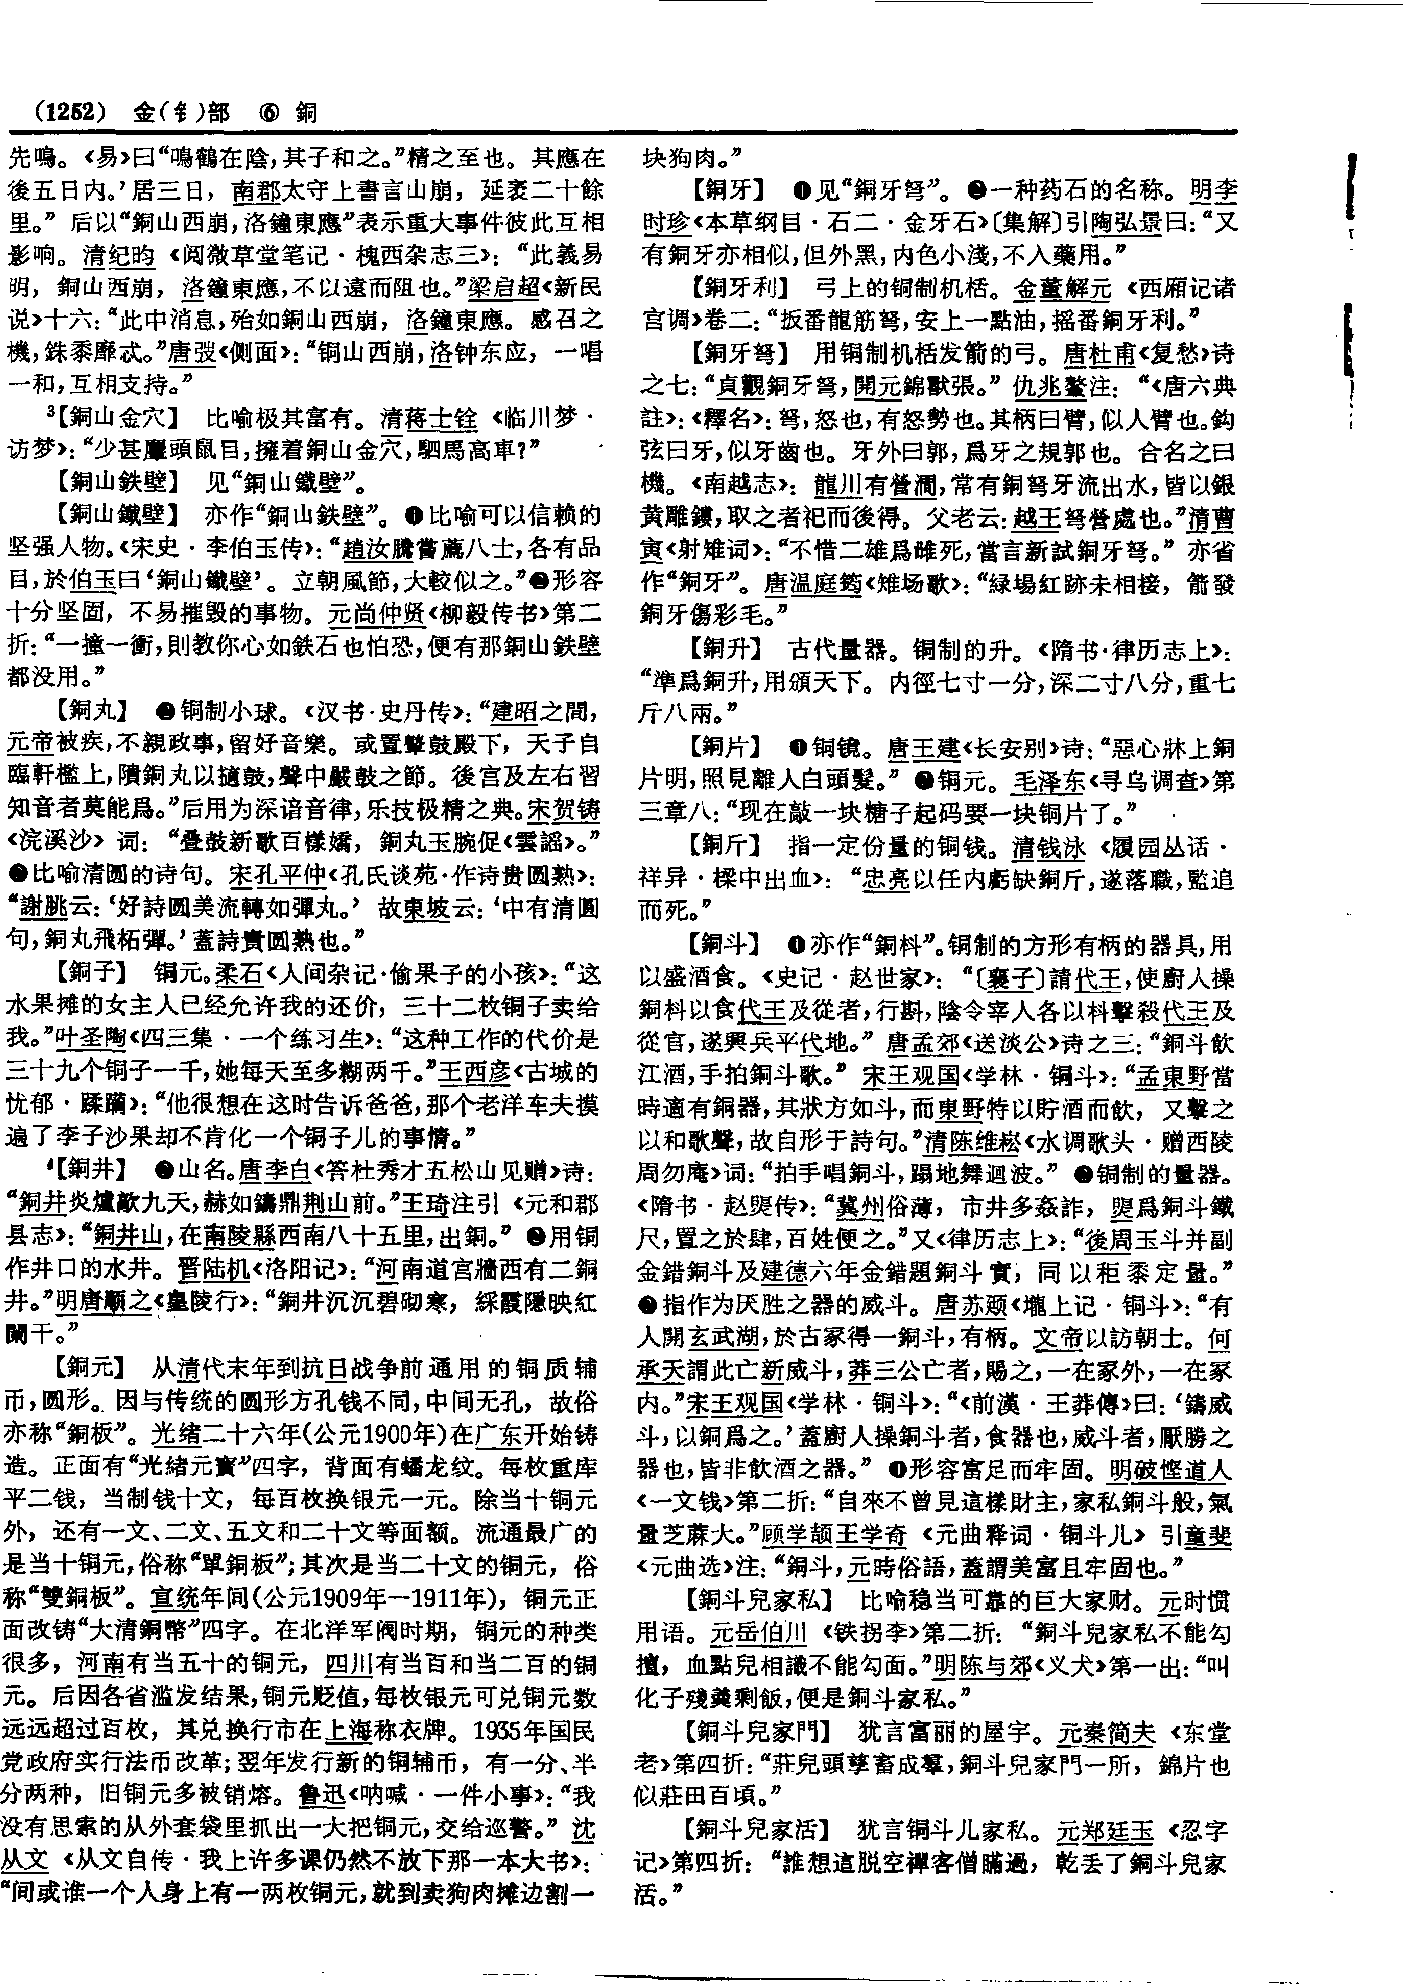 (1252) 金(钅)部 ⑥ 銅
先鳴。《易》曰“鳴鶴在陰，其子和之。”精之至也。其應在
後五日内。’居三日，南郡太守上書言山崩，延袤二十餘
里。”后以“銅山西崩，洛鐘東應”表示重大事件彼此互相
影响。清纪昀《阅微草堂笔记·槐西杂志三》：“此義易
明，銅山西崩，洛鐘東應，不以遠而阻也。”梁启超《新民
说》十六：“此中消息，殆如銅山西崩，洛鐘東應。感召之
機，銖黍靡忒。”唐弢《侧面》：“铜山西崩，洛钟东应，一唱
一和，互相支持。”
³【銅山金穴】 比喻极其富有。清蒋士铨《临川梦·
访梦》：“少甚麞頭鼠目，擁着銅山金穴，駟馬高車？”
【銅山鉄壁】 见“銅山鐵壁”。
【銅山鐵壁】 亦作“銅山鉄壁”。❶比喻可以信赖的
坚强人物。《宋史·李伯玉传》：“趙汝騰嘗薦八士，各有品
目，於伯玉曰‘銅山鐵壁’。立朝風節，大較似之。”❷形容
十分坚固，不易摧毁的事物。元尚仲贤《柳毅传书》第二
折：“一撞一衝，則教你心如鉄石也怕恐，便有那銅山鉄壁
都没用。”
【銅丸】 ❶铜制小球。《汉书·史丹传》：“建昭之間，
元帝被疾，不親政事，留好音樂。或置鼙鼓殿下，天子自
臨軒檻上，隤銅丸以擿鼓，聲中嚴鼓之節。後宫及左右習
知音者莫能爲。”后用为深谙音律，乐技极精之典。宋贺铸
《浣溪沙》词：“叠鼓新歌百樣嬌，銅丸玉腕促《雲謡》。”
❷比喻清圆的诗句。宋孔平仲《孔氏谈苑·作诗贵圆熟》：
“謝朓云：‘好詩圆美流轉如彈丸。’故東坡云：‘中有清圓
句，銅丸飛柘彈。’蓋詩貴圆熟也。”
【銅子】 铜元。柔石《人间杂记·偷果子的小孩》：“这
水果摊的女主人已经允许我的还价，三十二枚铜子卖给
我。”叶圣陶《四三集·一个练习生》：“这种工作的代价是
三十九个铜子一千，她每天至多糊两千。”王西彦《古城的
忧郁·蹂躏》：“他很想在这时告诉爸爸，那个老洋车夫摸
遍了李子沙果却不肯化一个铜子儿的事情。”
⁴【銅井】 ❶山名。唐李白《答杜秀才五松山见赠》诗：
“銅井炎爐歊九天，赫如鑄鼎荆山前。”王琦注引《元和郡
县志》：“銅井山，在南陵縣西南八十五里，出銅。”❷用铜
作井口的水井。晋陆机《洛阳记》：“河南道宫牆西有二銅
井。”明唐顺之《皇陵行》：“銅井沉沉碧砌寒，綵霞隱映紅
闌干。”
【銅元】 从清代末年到抗日战争前通用的铜质辅
币，圆形。因与传统的圆形方孔钱不同，中间无孔，故俗
亦称“銅板”。光绪二十六年(公元1900年)在广东开始铸
造。正面有“光緒元寶”四字，背面有蟠龙纹。每枚重库
平二钱，当制钱十文，每百枚换银元一元。除当十铜元
外，还有一文、二文、五文和二十文等面额。流通最广的
是当十铜元，俗称“單銅板”；其次是当二十文的铜元，俗
称“雙銅板”。宣统年间(公元1909年—1911年)，铜元正
面改铸“大清銅幣”四字。在北洋军阀时期，铜元的种类
很多，河南有当五十的铜元，四川有当百和当二百的铜
元。后因各省滥发结果，铜元贬值，每枚银元可兑铜元数
远远超过百枚，其兑换行市在上海称衣牌。1935年国民
党政府实行法币改革；翌年发行新的铜辅币，有一分、半
分两种，旧铜元多被销熔。鲁迅《呐喊·一件小事》：“我
没有思索的从外套袋里抓出一大把铜元，交给巡警。”沈
从文《从文自传·我上许多课仍然不放下那一本大书》：
“间或谁一个人身上有一两枚铜元，就到卖狗肉摊边割一
块狗肉。”
【銅牙】 ❶见“銅牙弩”。❷一种药石的名称。明李
时珍《本草纲目·石二·金牙石》〔集解〕引陶弘景曰：“又
有銅牙亦相似，但外黑，内色小淺，不入藥用。”
【銅牙利】 弓上的铜制机栝。金董解元《西厢记诸
宫调》卷二：“扳番龍筋弩，安上一點油，摇番銅牙利。”
【銅牙弩】 用铜制机栝发箭的弓。唐杜甫《复愁》诗
之七：“貞觀銅牙弩，開元錦獸張。”仇兆鳌注：“《唐六典
註》：《釋名》：弩，怒也，有怒勢也。其柄曰臂，似人臂也。鈎
弦曰牙，似牙齒也。牙外曰郭，爲牙之規郭也。合名之曰
機。《南越志》：龍川有營澗，常有銅弩牙流出水，皆以銀
黄雕鏤，取之者祀而後得。父老云：越王弩營處也。”清曹
寅《射雉词》：“不惜二雄爲雌死，當言新試銅牙弩。”亦省
作“銅牙”。唐温庭筠《雉场歌》：“緑場紅跡未相接，箭發
銅牙傷彩毛。”
【銅升】 古代量器。铜制的升。《隋书·律历志上》：
“準爲銅升，用頒天下。内徑七寸一分，深二寸八分，重七
斤八兩。”
【銅片】 ❶铜镜。唐王建《长安别》诗：“惡心牀上銅
片明，照見離人白頭髮。”❷铜元。毛泽东《寻乌调查》第
三章八：“现在敲一块糖子起码要一块铜片了。”
【銅斤】 指一定份量的铜钱。清钱泳《履园丛话·
祥异·樑中出血》：“忠亮以任内虧缺銅斤，遂落職，監追
而死。”
【銅斗】 ❶亦作“銅枓”。铜制的方形有柄的器具，用
以盛酒食。《史记·赵世家》：“〔襄子〕請代王，使廚人操
銅枓以食代王及從者，行斟，陰令宰人各以枓擊殺代王及
從官，遂興兵平代地。”唐孟郊《送淡公》诗之三：“銅斗飲
江酒，手拍銅斗歌。”宋王观国《学林·铜斗》：“孟東野當
時適有銅器，其狀方如斗，而東野特以貯酒而飲，又擊之
以和歌聲，故自形于詩句。”清陈维崧《水调歌头·赠西陵
周勿庵》词：“拍手唱銅斗，蹋地舞迴波。”❷铜制的量器。
《隋书·赵煚传》：“冀州俗薄，市井多姦詐，煚爲銅斗鐵
尺，置之於肆，百姓便之。”又《律历志上》：“後周玉斗并副
金錯銅斗及建德六年金錯題銅斗實，同以秬黍定量。”
❸指作为厌胜之器的威斗。唐苏颋《壠上记·铜斗》：“有
人開玄武湖，於古冢得一銅斗，有柄。文帝以訪朝士。何
承天謂此亡新威斗，莽三公亡者，賜之，一在冢外，一在冢
内。”宋王观国《学林·铜斗》：“《前漢·王莽傳》曰：‘鑄威
斗，以銅爲之。’蓋廚人操銅斗者，食器也，威斗者，厭勝之
器也，皆非飲酒之器。”❹形容富足而牢固。明破悭道人
《一文钱》第二折：“自來不曾見這樣財主，家私銅斗般，氣
量芝蔴大。”顾学颉王学奇《元曲释词·铜斗儿》引童斐
《元曲选》注：“銅斗，元時俗語，蓋謂美富且牢固也。”
【銅斗兒家私】 比喻稳当可靠的巨大家财。元时惯
用语。元岳伯川《铁拐李》第二折：“銅斗兒家私不能勾
擅，血點兒相識不能勾面。”明陈与郊《义犬》第一出：“叫
化子殘羹剩飯，便是銅斗家私。”
【銅斗兒家門】 犹言富丽的屋宇。元秦简夫《东堂
老》第四折：“莊兒頭孳畜成羣，銅斗兒家門一所，錦片也
似莊田百頃。”
【銅斗兒家活】 犹言铜斗儿家私。元郑廷玉《忍字
记》第四折：“誰想這脱空禪客僧瞞過，乾丢了銅斗兒家
活。”